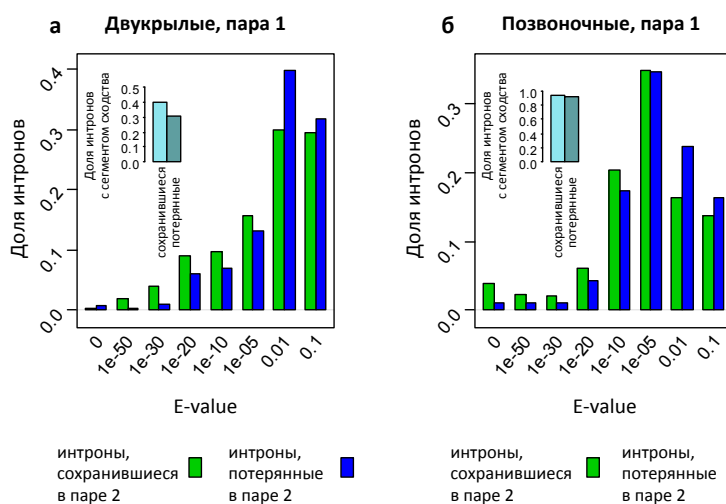 а Двукрылые, пара 1
Доля интронов
0.0
0.1
0.2
0.3
0.4
Доля интронов
с сегментом сходства
0.0
0.1
0.2
0.3
0.4
0.5
сохранившиеся
потерянные
0
1e-50
1e-30
1e-20
1e-10
1e-05
0.01
0.1
E-value
интроны,
сохранившиеся
в паре 2
интроны,
потерянные
в паре 2
б Позвоночные, пара 1
Доля интронов
0.0
0.1
0.2
0.3
Доля интронов
с сегментом сходства
0.0
0.2
0.4
0.6
0.8
1.0
сохранившиеся
потерянные
0
1e-50
1e-30
1e-20
1e-10
1e-05
0.01
0.1
E-value
интроны,
сохранившиеся
в паре 2
интроны,
потерянные
в паре 2